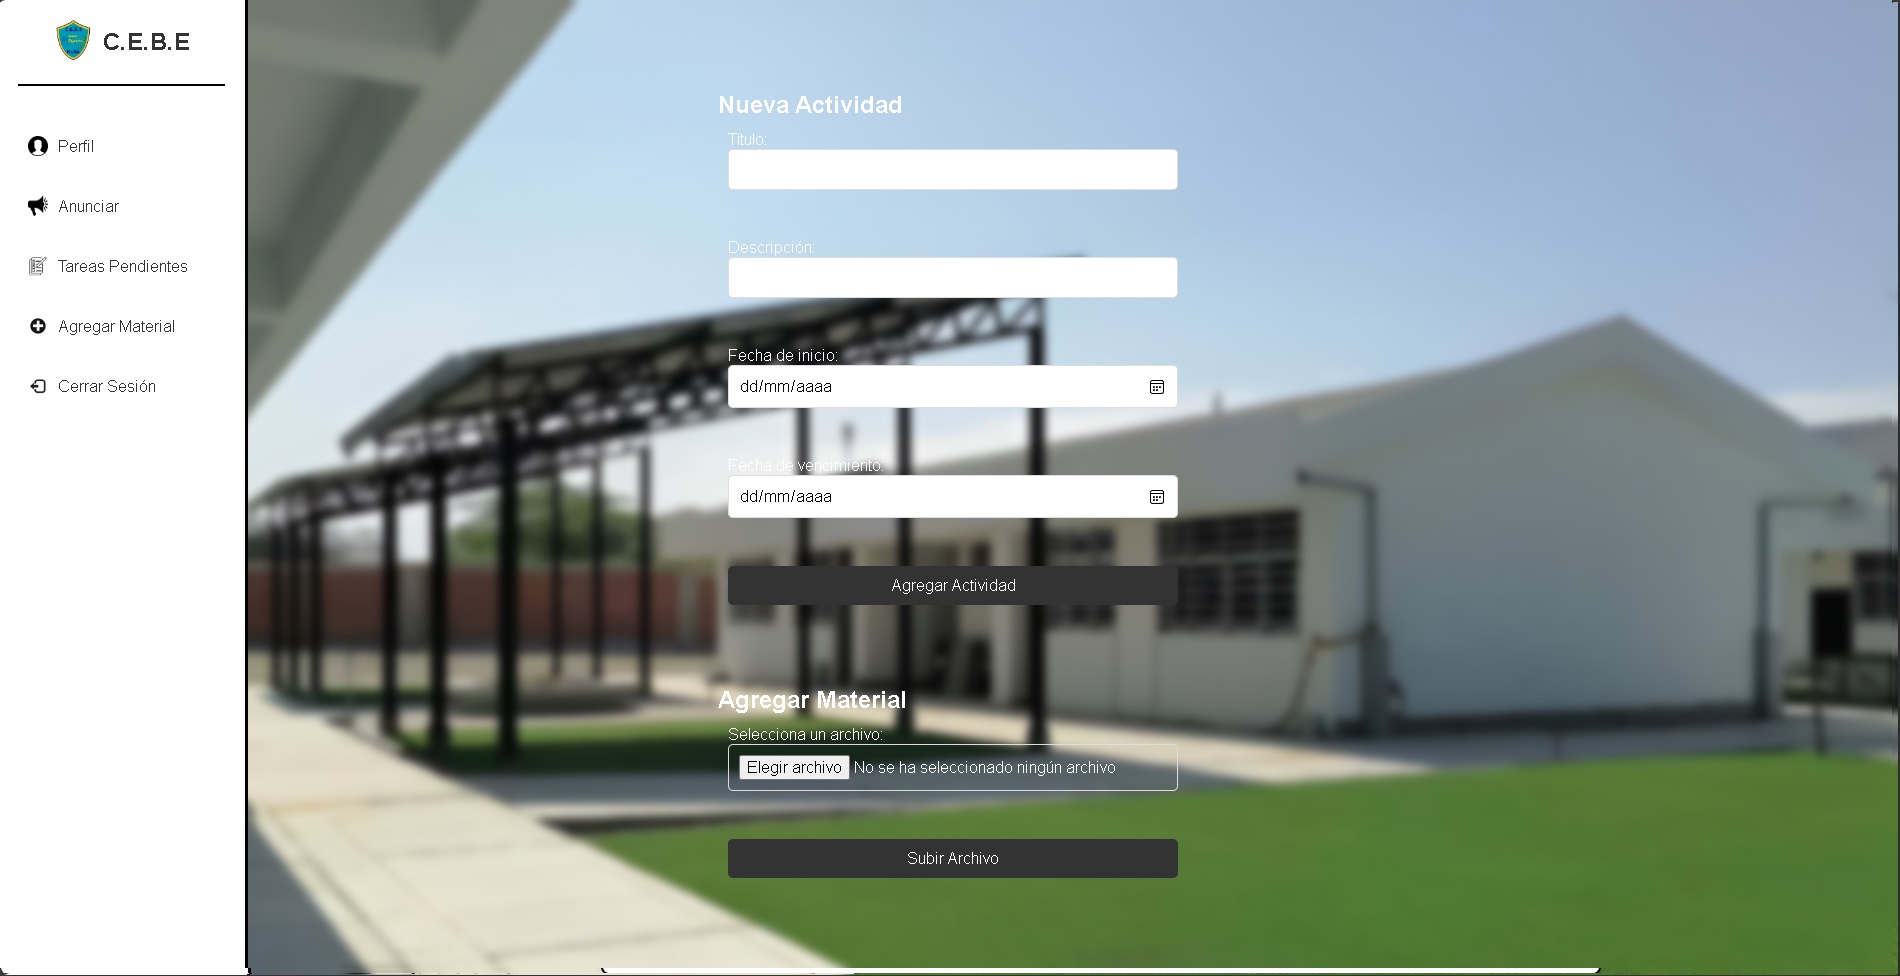 C.E.B.E
Perfil
Anunciar
Tareas Pendientes
Agregar Material
Cerrar Sesión
Nueva Actividad
Título:
Descripción:
Fecha de inicio:
dd/mm/aaaa
Fecha de vencimiento:
dd/mm/aaaa
Agregar Actividad
Agregar Material
Selecciona un archivo:
Elegir archivo No se ha seleccionado ningún archivo
Subir Archivo